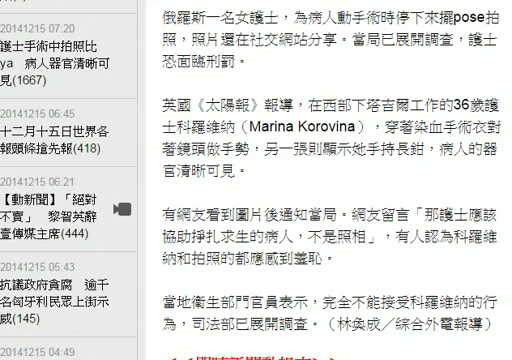 20141215 07:20
護士手術中拍照比
ya　病人器官清晰可
見(1667)
20141215 06:45
十二月十五日世界各
報頭條搶先報(418)
20141215 06:21
【動新聞】「絕對
不賣」　黎智英辭
壹傳媒主席(444)
20141215 05:43
抗議政府貪腐　逾千
名匈牙利民眾上街示
威(145)
20141215 04:49
俄羅斯一名女護士，為病人動手術時停下來擺pose拍
照，照片還在社交網站分享。當局已展開調查，護士
恐面臨刑罰。
英國《太陽報》報導，在西部下塔吉爾工作的36歲護
士科羅維納（Marina Korovina），穿著染血手術衣對
著鏡頭做手勢，另一張則顯示她手持長鉗，病人的器
官清晰可見。
有網友看到圖片後通知當局。網友留言「那護士應該
協助掙扎求生的病人，不是照相」，有人認為科羅維
納和拍照的都應感到羞恥。
當地衛生部門官員表示，完全不能接受科羅維納的行
為，司法部已展開調查。（林奐成／綜合外電報導）